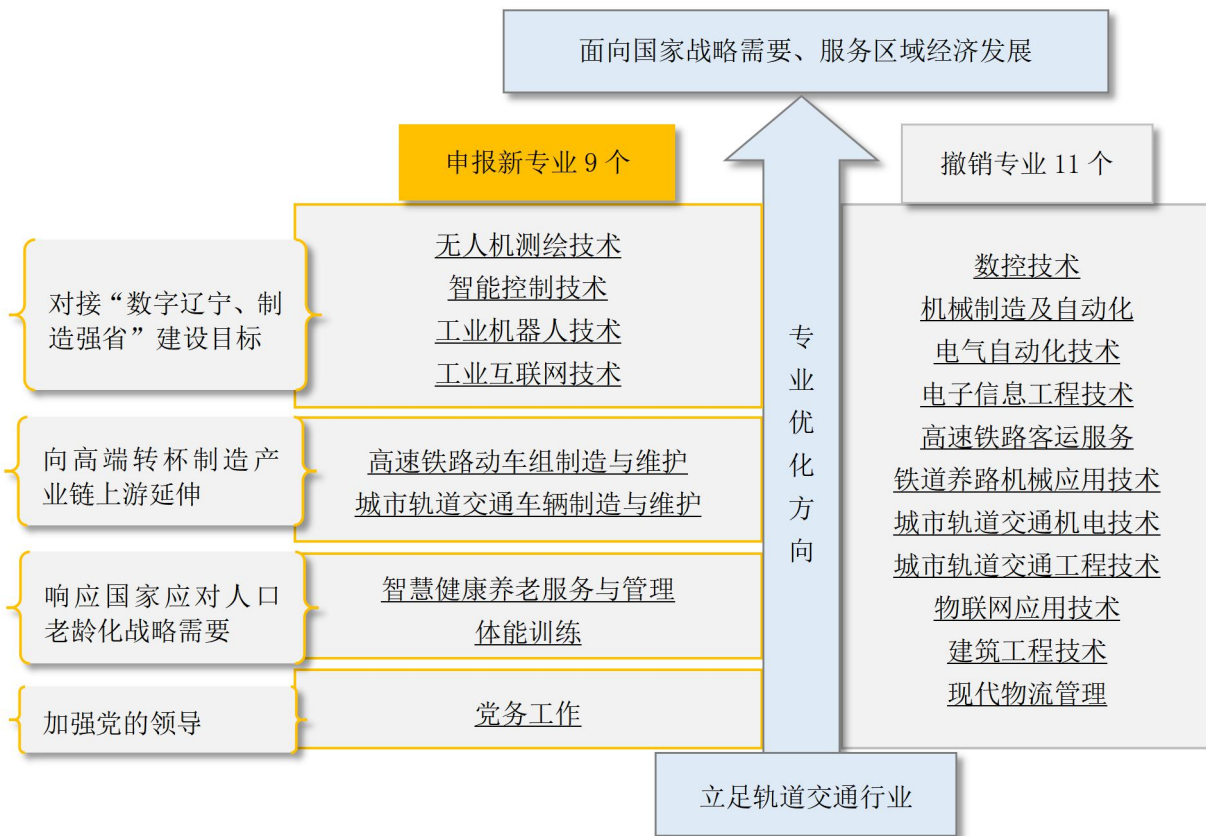 面向国家战略需要、服务区域经济发展
申报新专业 9 个
撤销专业 11 个
对接“数字辽宁、制
造强省”建设目标
无人机测绘技术
智能控制技术
工业机器人技术
工业互联网技术
向高端转杯制造产
业链上游延伸
高速铁路动车组制造与维护
城市轨道交通车辆制造与维护
响应国家应对人口
老龄化战略需要
智慧健康养老服务与管理
体能训练
加强党的领导
党务工作
专业优化方向
数控技术
机械制造及自动化
电气自动化技术
电子信息工程技术
高速铁路客运服务
铁道养路机械应用技术
城市轨道交通机电技术
城市轨道交通工程技术
物联网应用技术
建筑工程技术
现代物流管理
立足轨道交通行业